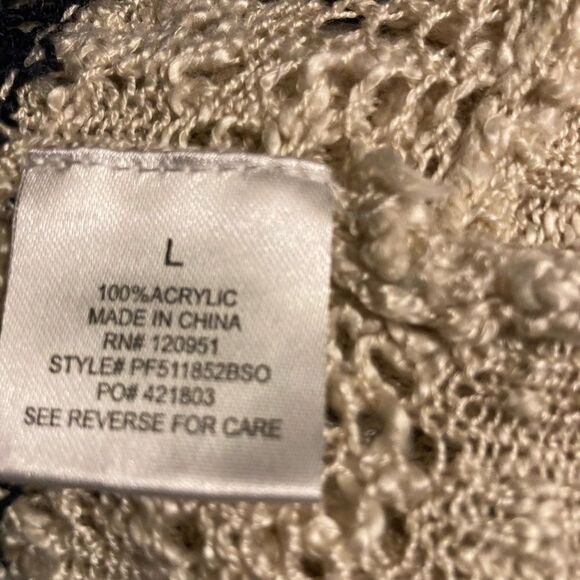 L
100%ACRYLIC
MADE IN CHINA
RN# 120951
STYLE# PF511852BSO
PO# 421803
SEE REVERSE FOR CARE